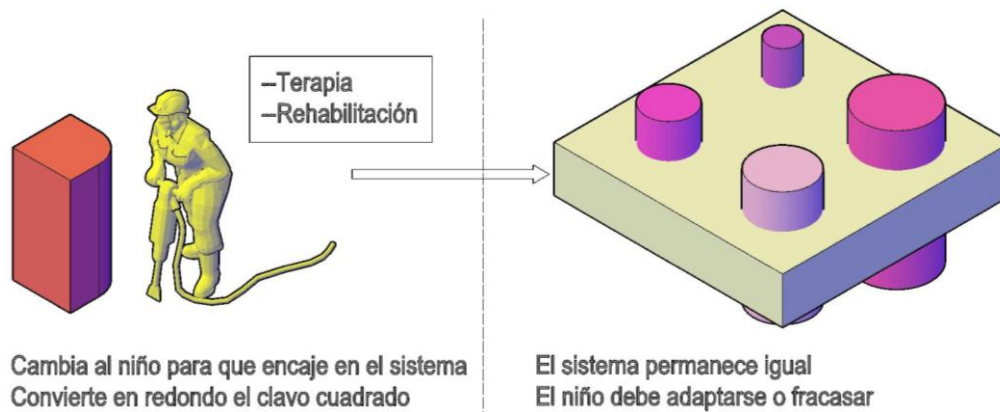 –Terapia
–Rehabilitación
Cambia al niño para que encaje en el sistema
Convierte en redondo el clavo cuadrado
El sistema permanece igual
El niño debe adaptarse o fracasar